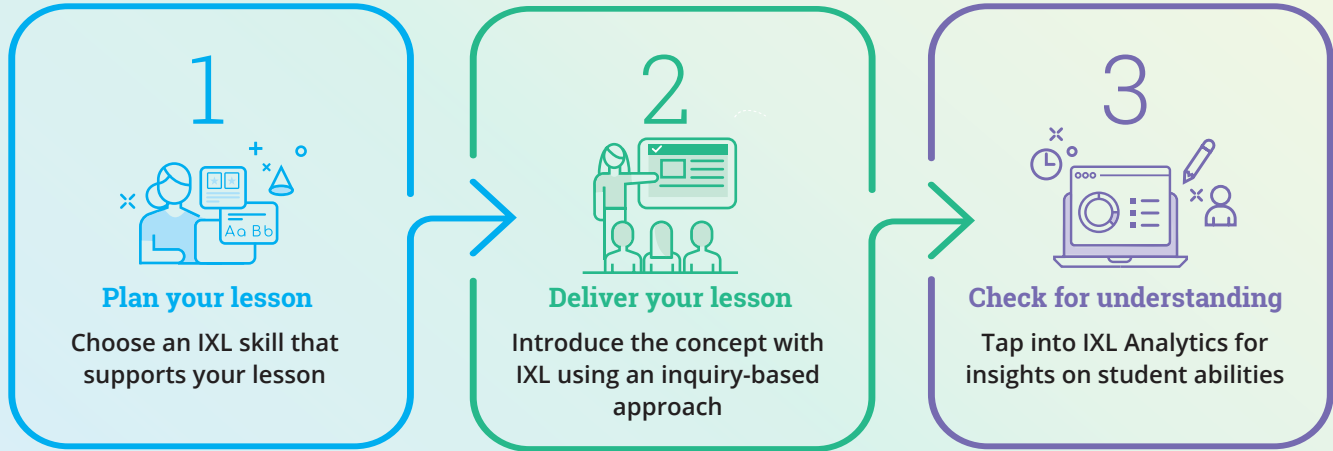 1
Aa Bb
Plan your lesson
Choose an IXL skill that
supports your lesson
2
Deliver your lesson
Introduce the concept with
IXL using an inquiry-based
approach
3
Check for understanding
Tap into IXL Analytics for
insights on student abilities